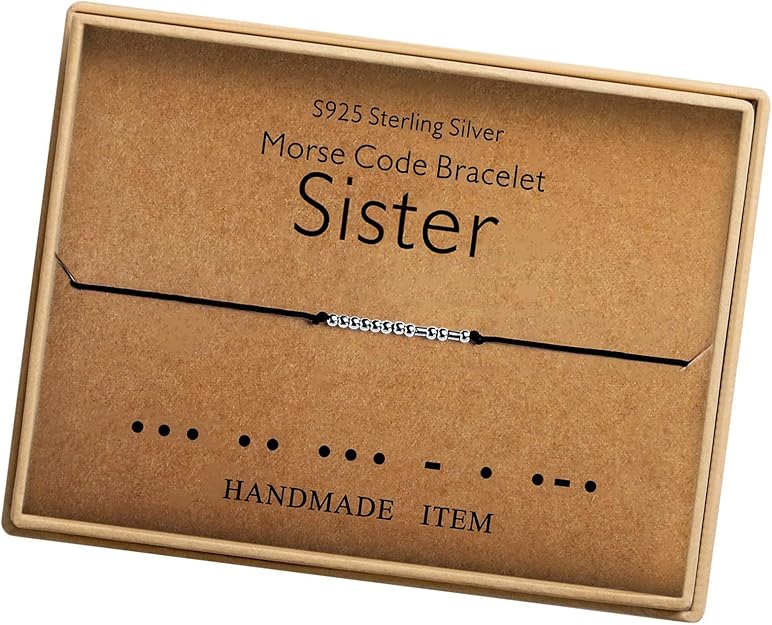 S925 Sterling Silver
Morse Code Bracelet
Sister
••• •• ••• - • •-•
HANDMADE ITEM